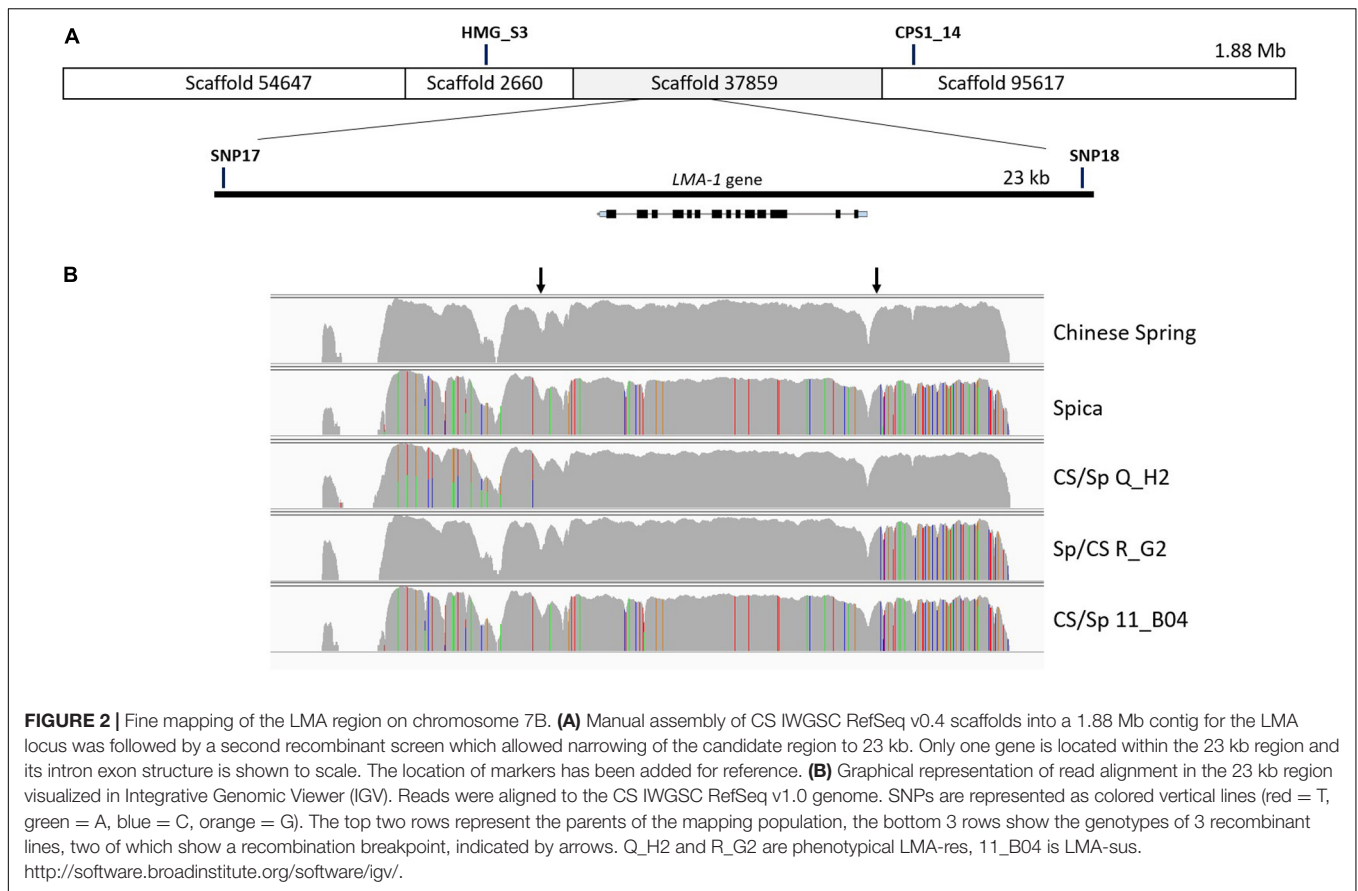 A
HMG_S3
CPS1_14
1.88 Mb
Scaffold 54647
Scaffold 2660
Scaffold 37859
Scaffold 95617
SNP17
SNP18
LMA-1 gene
23 kb
B
Chinese Spring
Spica
CS/Sp Q_H2
Sp/CS R_G2
CS/Sp 11_B04
FIGURE 2 | Fine mapping of the LMA region on chromosome 7B. (A) Manual assembly of CS IWGSC RefSeq v0.4 scaffolds into a 1.88 Mb contig for the LMA
locus was followed by a second recombinant screen which allowed narrowing of the candidate region to 23 kb. Only one gene is located within the 23 kb region and
its intron exon structure is shown to scale. The location of markers has been added for reference. (B) Graphical representation of read alignment in the 23 kb region
visualized in Integrative Genomic Viewer (IGV). Reads were aligned to the CS IWGSC RefSeq v1.0 genome. SNPs are represented as colored vertical lines (red = T,
green = A, blue = C, orange = G). The top two rows represent the parents of the mapping population, the bottom 3 rows show the genotypes of 3 recombinant
lines, two of which show a recombination breakpoint, indicated by arrows. Q_H2 and R_G2 are phenotypical LMA-res, 11_B04 is LMA-sus.
http://software.broadinstitute.org/software/igv/.